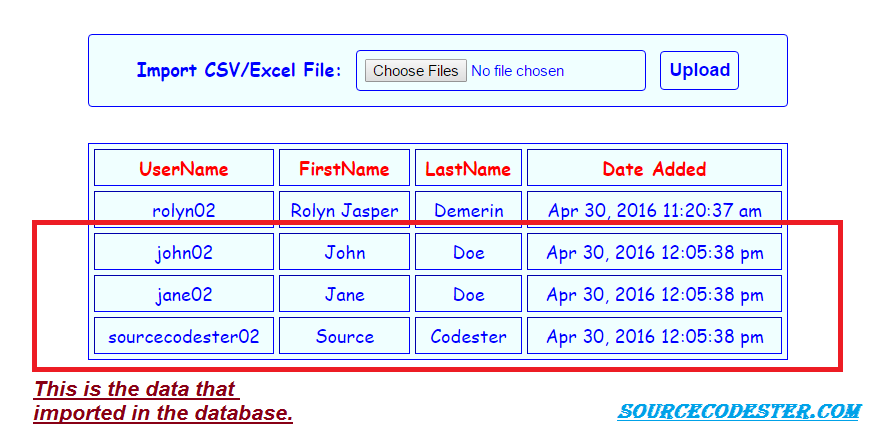 Import CSV/Excel File: Choose Files No file chosen Upload
UserName FirstName LastName Date Added
rolyn02 Rolyn Jasper Demerin Apr 30, 2016 11:20:37 am
john02 John Doe Apr 30, 2016 12:05:38 pm
jane02 Jane Doe Apr 30, 2016 12:05:38 pm
sourcecodester02 Source Codester Apr 30, 2016 12:05:38 pm
This is the data that
imported in the database.
SOURCECODESTER.COM